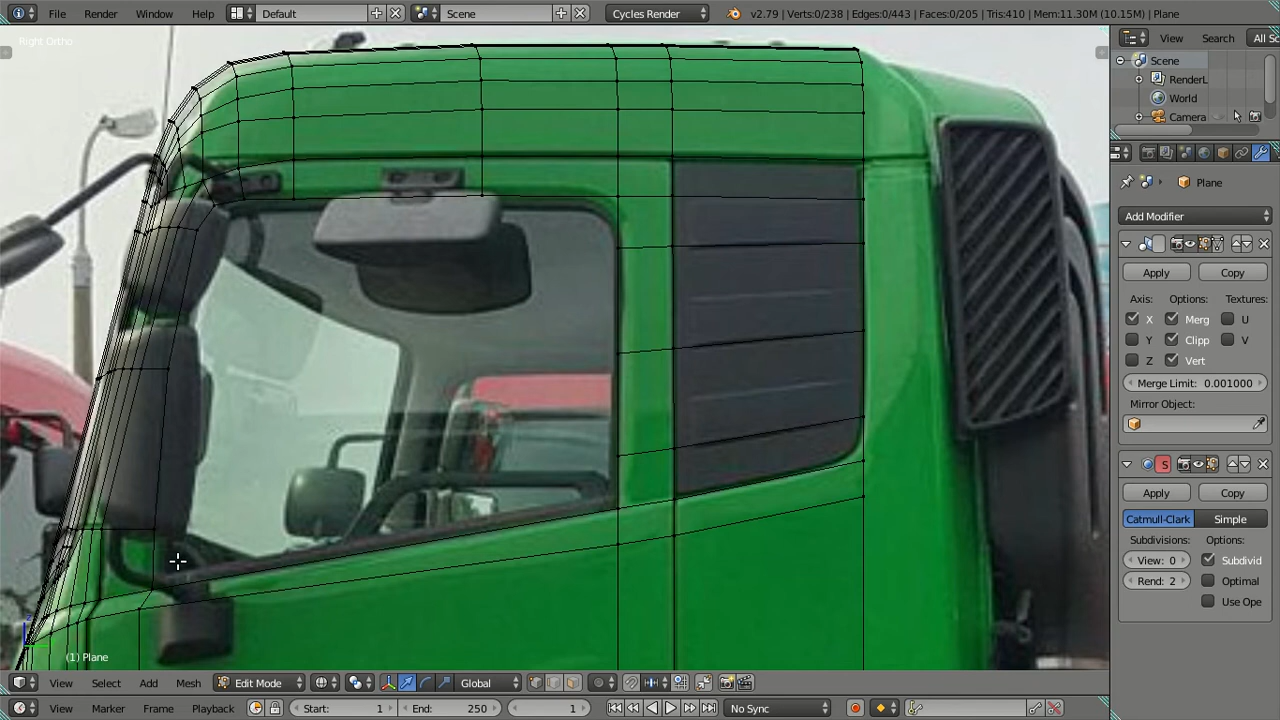 File Render Window Help Default Scene Cycles Render v2.79 | Verts:0/238 | Edges:0/443 | Faces:0/205 | Tris:410 | Mem:11.30M (10.15M) | Plane
Right Ortho
View Search All Sc
Scene
RenderL
World
Camera
Plane
Add Modifier
Apply Copy
Axis: Options: Textures:
X Merg U
Y Clipp V
Z Vert
Merge Limit: 0.001000
Mirror Object:
S
Apply Copy
Catmull-Clark Simple
Subdivisions: Options:
View: 0 Subdivid
Rend: 2 Optimal
Use Ope
(1) Plane
View Select Add Mesh Edit Mode Global
View Marker Frame Playback Start: 1 End: 250 1 No Sync